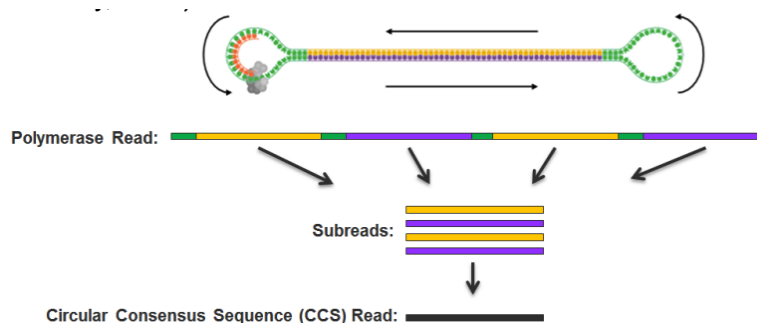 Polymerase Read:
Subreads:
Circular Consensus Sequence (CCS) Read: